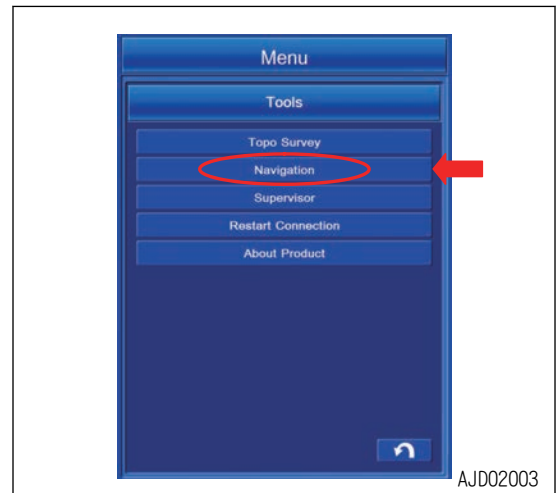 Menu
Tools
Topo Survey
Navigation
Supervisor
Restart Connection
About Product
AJD02003